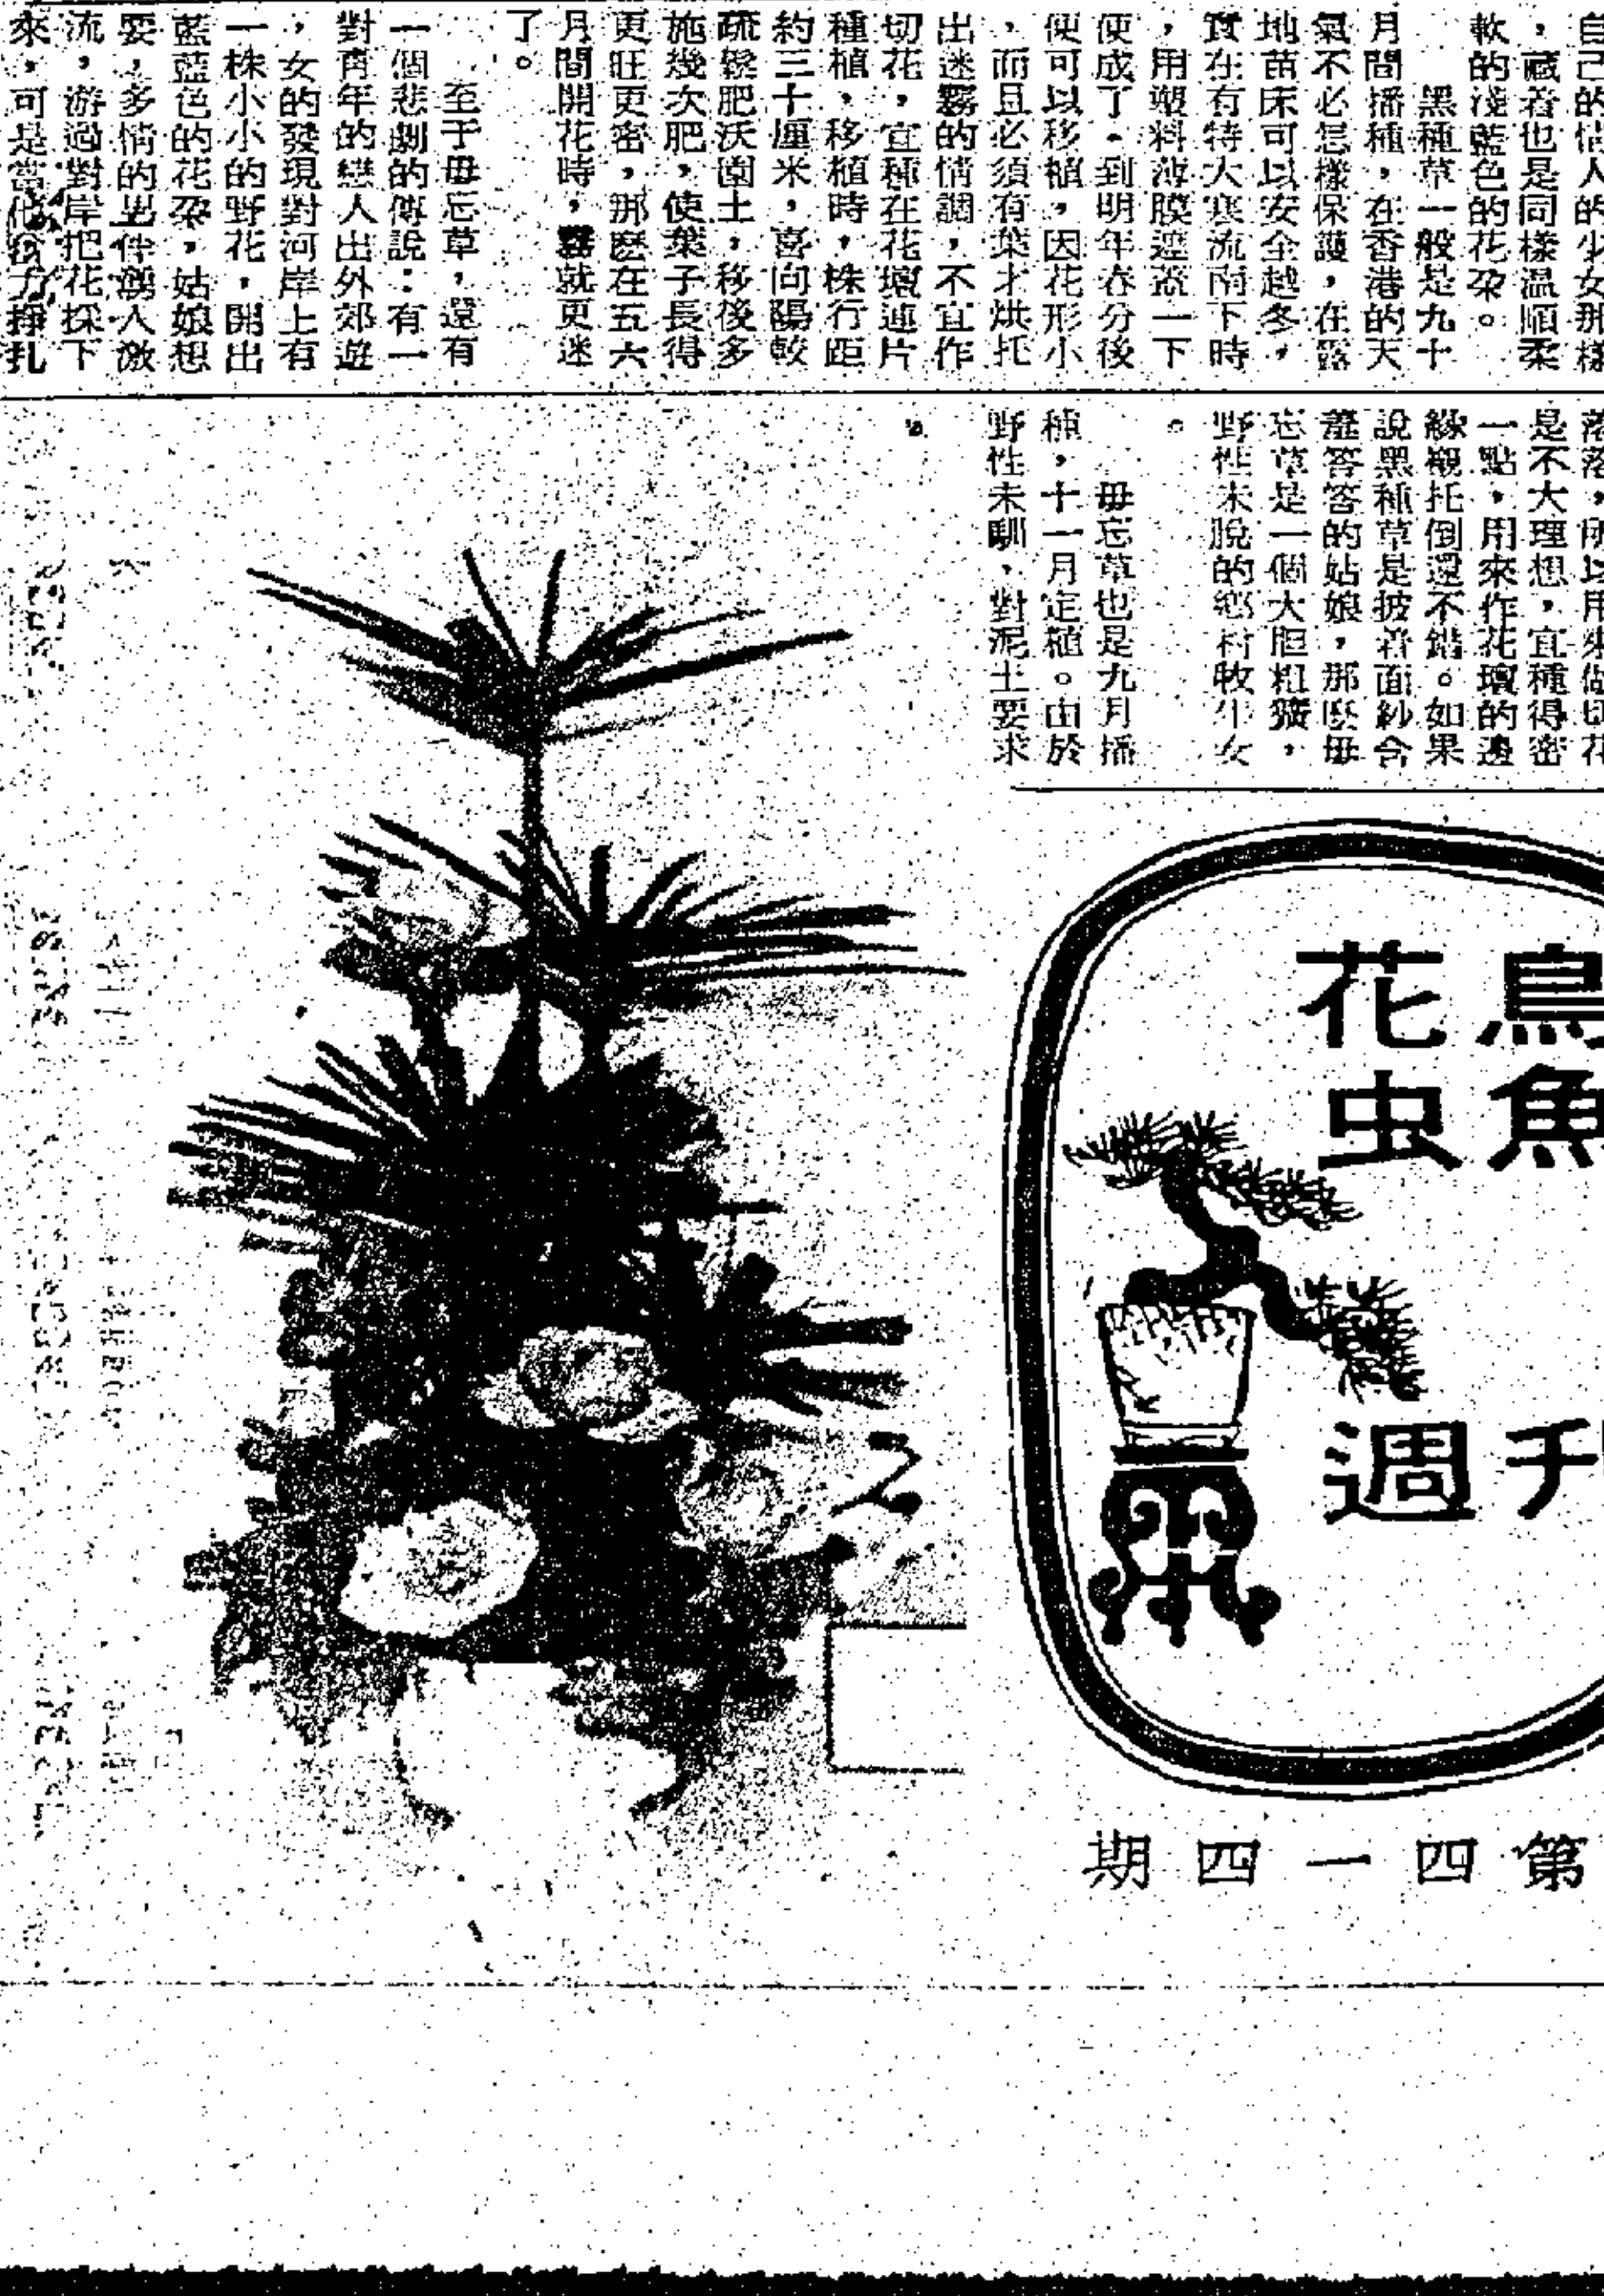 自己的情人的少女那樣
，藏着也是同樣溫順柔
軟的淺藍色的花朶。
黑種草一般是九十
月間播種，在香港的天
氣不必怎樣保護，在露
地苗床可以安全越冬，
實在有特大寒流南下時
，用塑料薄膜遮蓋一下
便成了。到明年春分後
便可以移植，因花形小
，而且必須有葉才烘托
出迷霧的情調，不宜作
切花，宜種在花壇連片
種植，移植時，株行距
約三十厘米，喜向陽較
疏鬆肥沃園土，移後多
施幾次肥，使葉子長得
更旺更密，那麽在五六
月間開花時，霧就更迷
了。
至于毋忘草，還有
一個悲劇的傳說：有一
對青年的戀人出外郊遊
，女的發現對河岸上有
一株小小的野花，開出
藍藍色的花朶，姑娘想
要，多情的男伴湧入激
流，游過對岸把花採下
來，可是當他 力掙扎
落落，所以用來做切花
是不大理想，宜種得密
一點，用來作花壇的邊
緣襯托倒還不錯。如果
說黑種草是披着面紗含
羞答答的姑娘，那麽毋
忘草是一個大胆粗獷，
野性未脫的鄉村牧牛女
。
毋忘草也是九月播
種，十一月定植。由於
野性未馴，對泥土要求
花鳥
虫魚
週刊
期四一四第